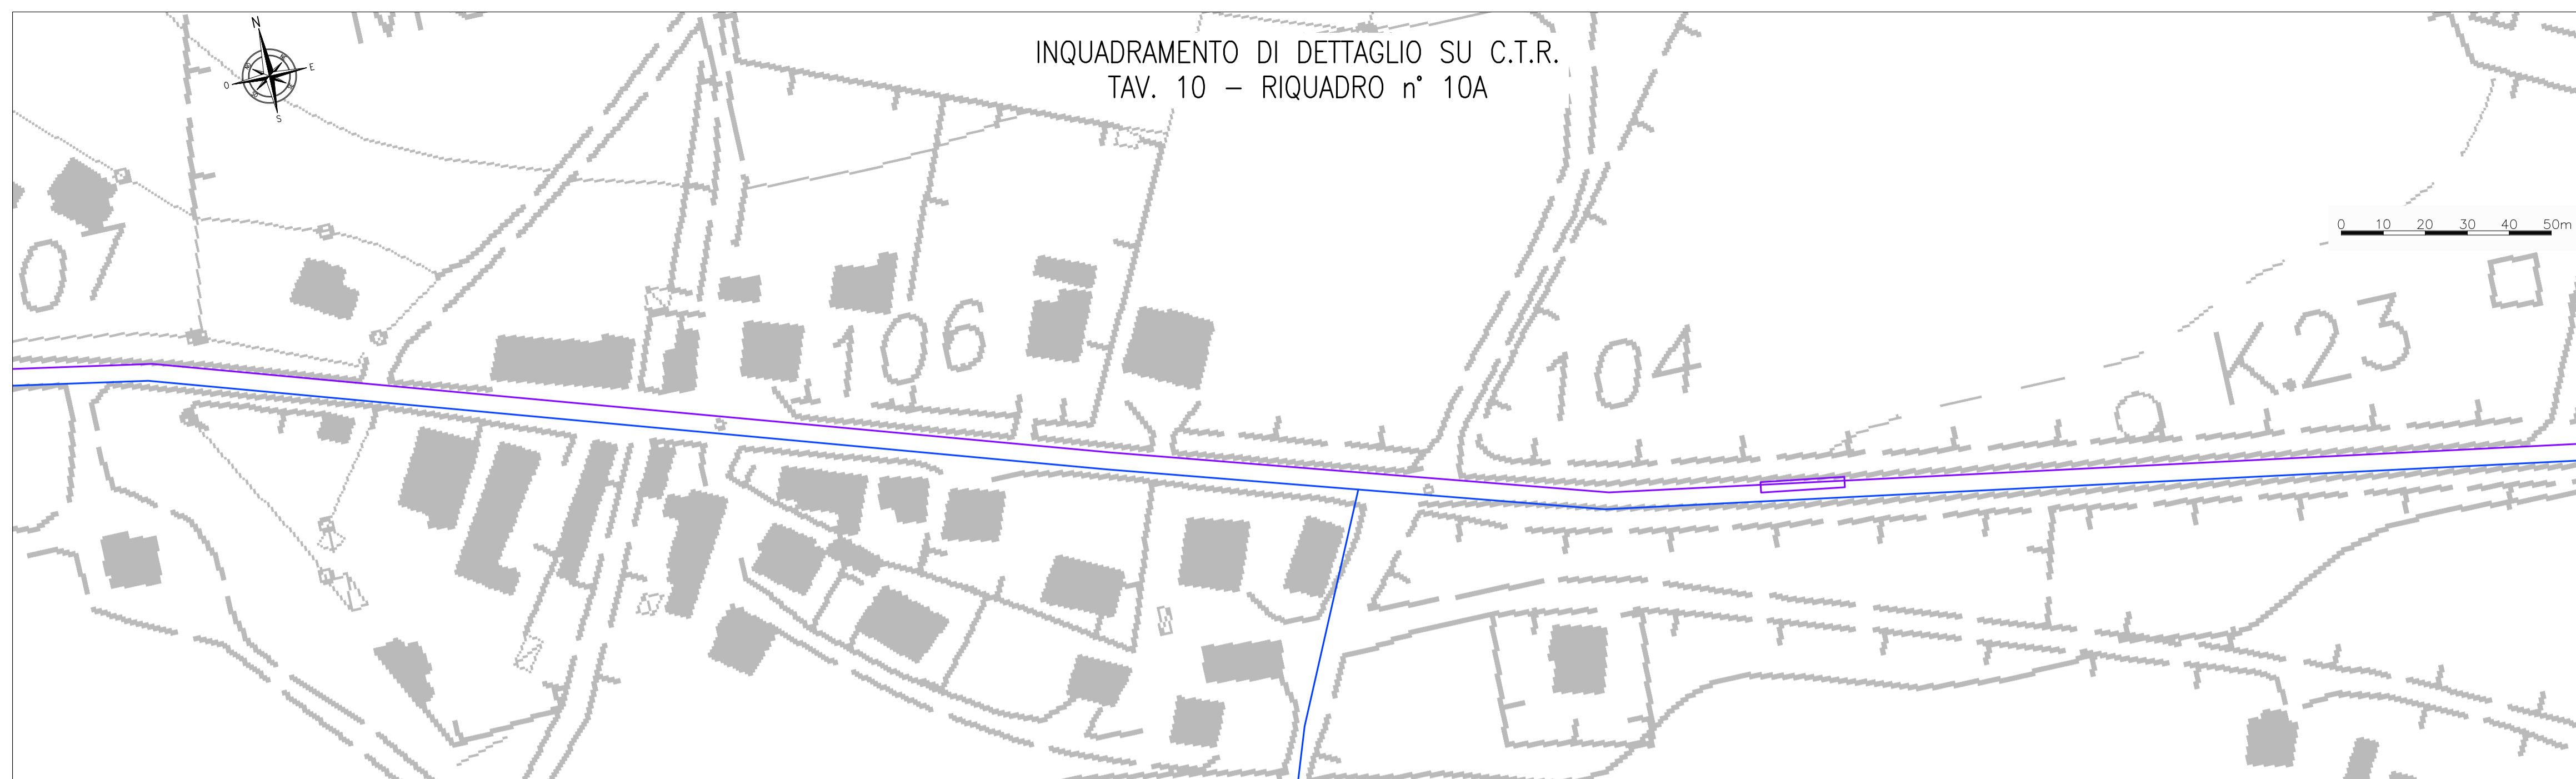 N
E
O
S
INQUADRAMENTO DI DETTAGLIO SU C.T.R.
TAV. 10 - RIQUADRO n° 10A
0 10 20 30 40 50m
07
106
104
K.23